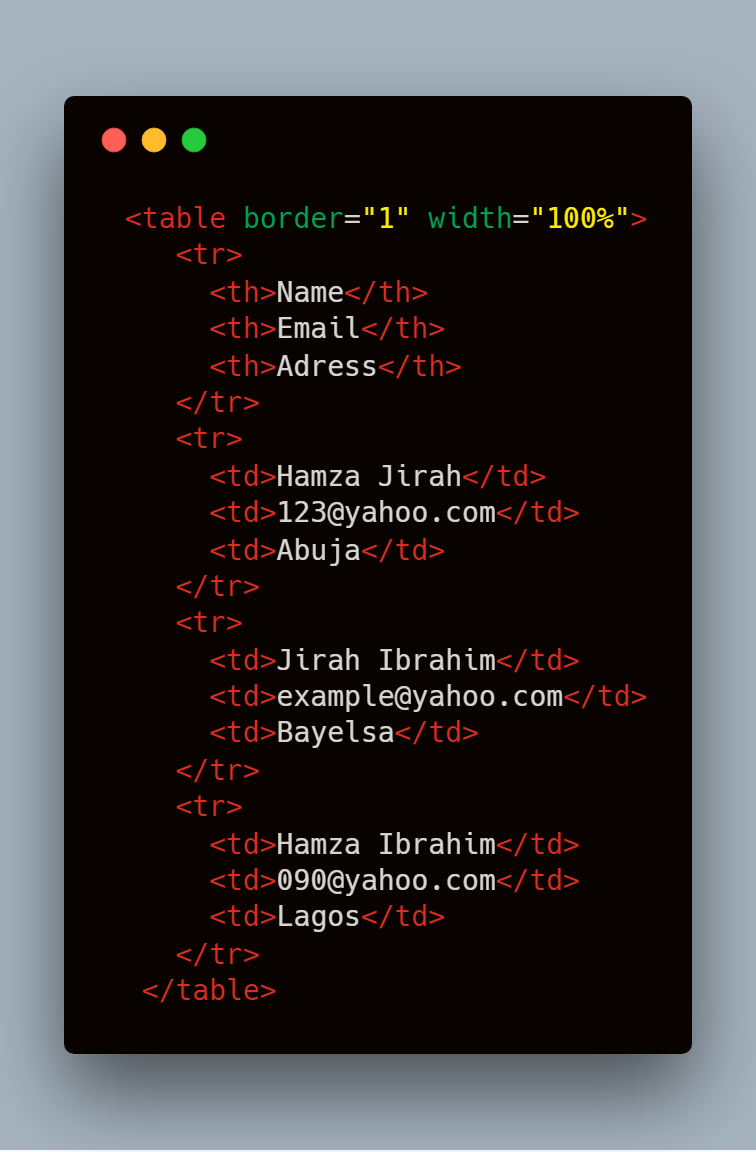 <table border="1" width="100%">
<tr>
<th>Name</th>
<th>Email</th>
<th>Adress</th>
</tr>
<tr>
<td>Hamza Jirah</td>
<td>123@yahoo.com</td>
<td>Abuja</td>
</tr>
<tr>
<td>Jirah Ibrahim</td>
<td>example@yahoo.com</td>
<td>Bayelsa</td>
</tr>
<tr>
<td>Hamza Ibrahim</td>
<td>090@yahoo.com</td>
<td>Lagos</td>
</tr>
</table>